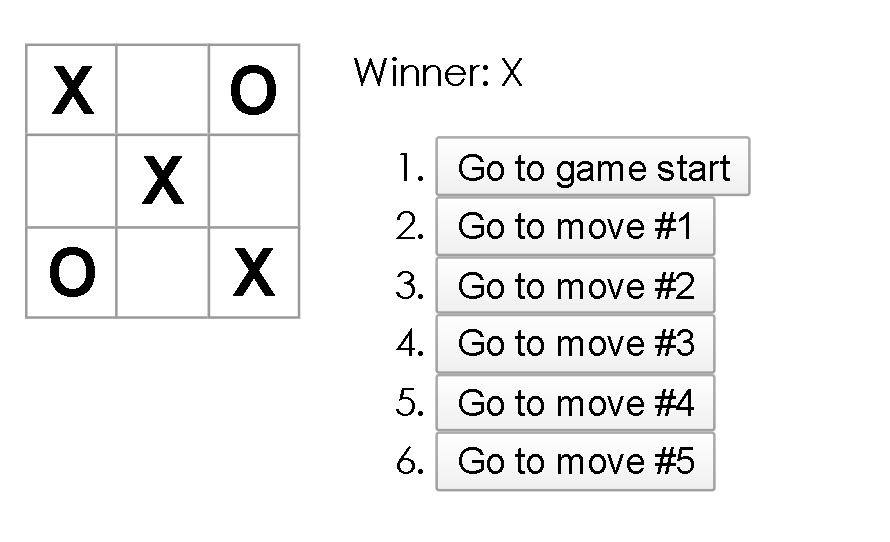 X O
X
O X
Winner: X
1. Go to game start
2. Go to move #1
3. Go to move #2
4. Go to move #3
5. Go to move #4
6. Go to move #5